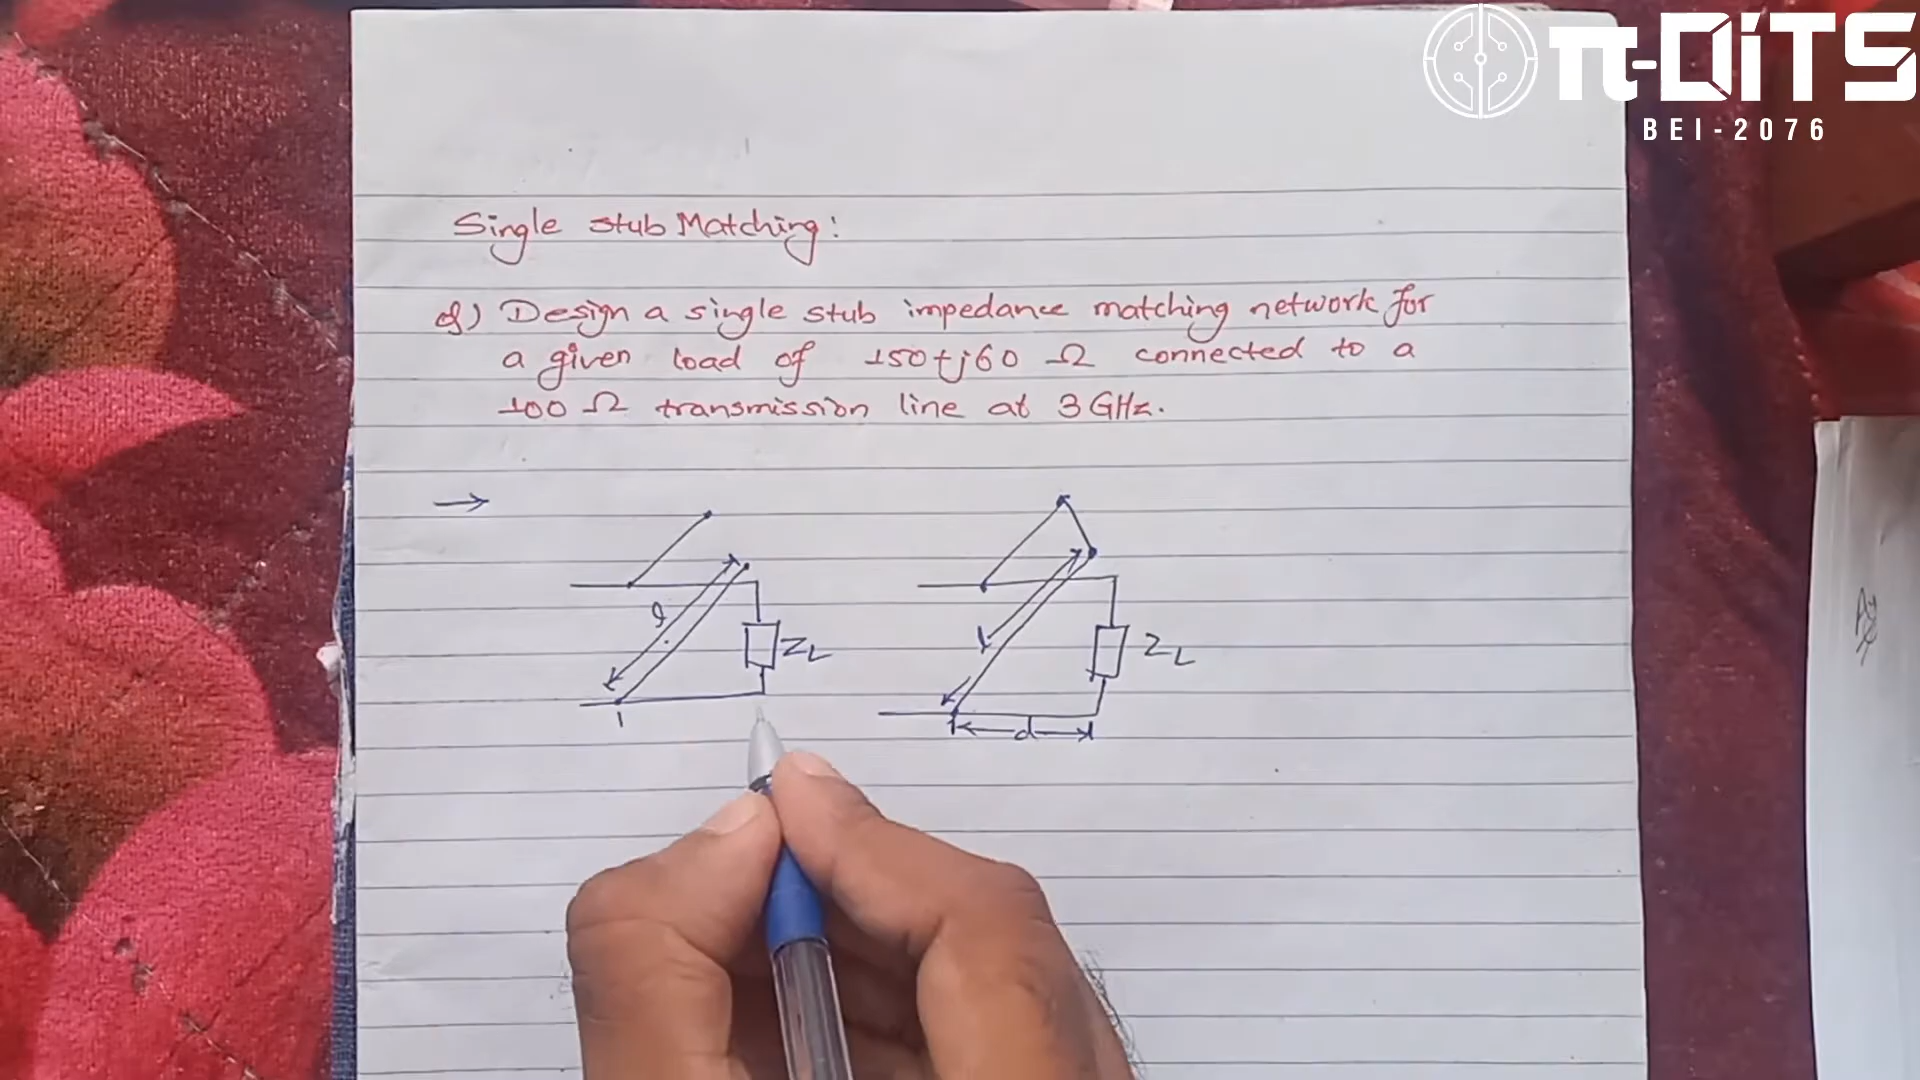 π-DiTS
BEI-2076
Single stub Matching:
Q) Design a single stub impedance matching network for
a given load of 150+j60 Ω connected to a
100 Ω transmission line at 3 GHz.
→
l
l
ZL
ZL
d